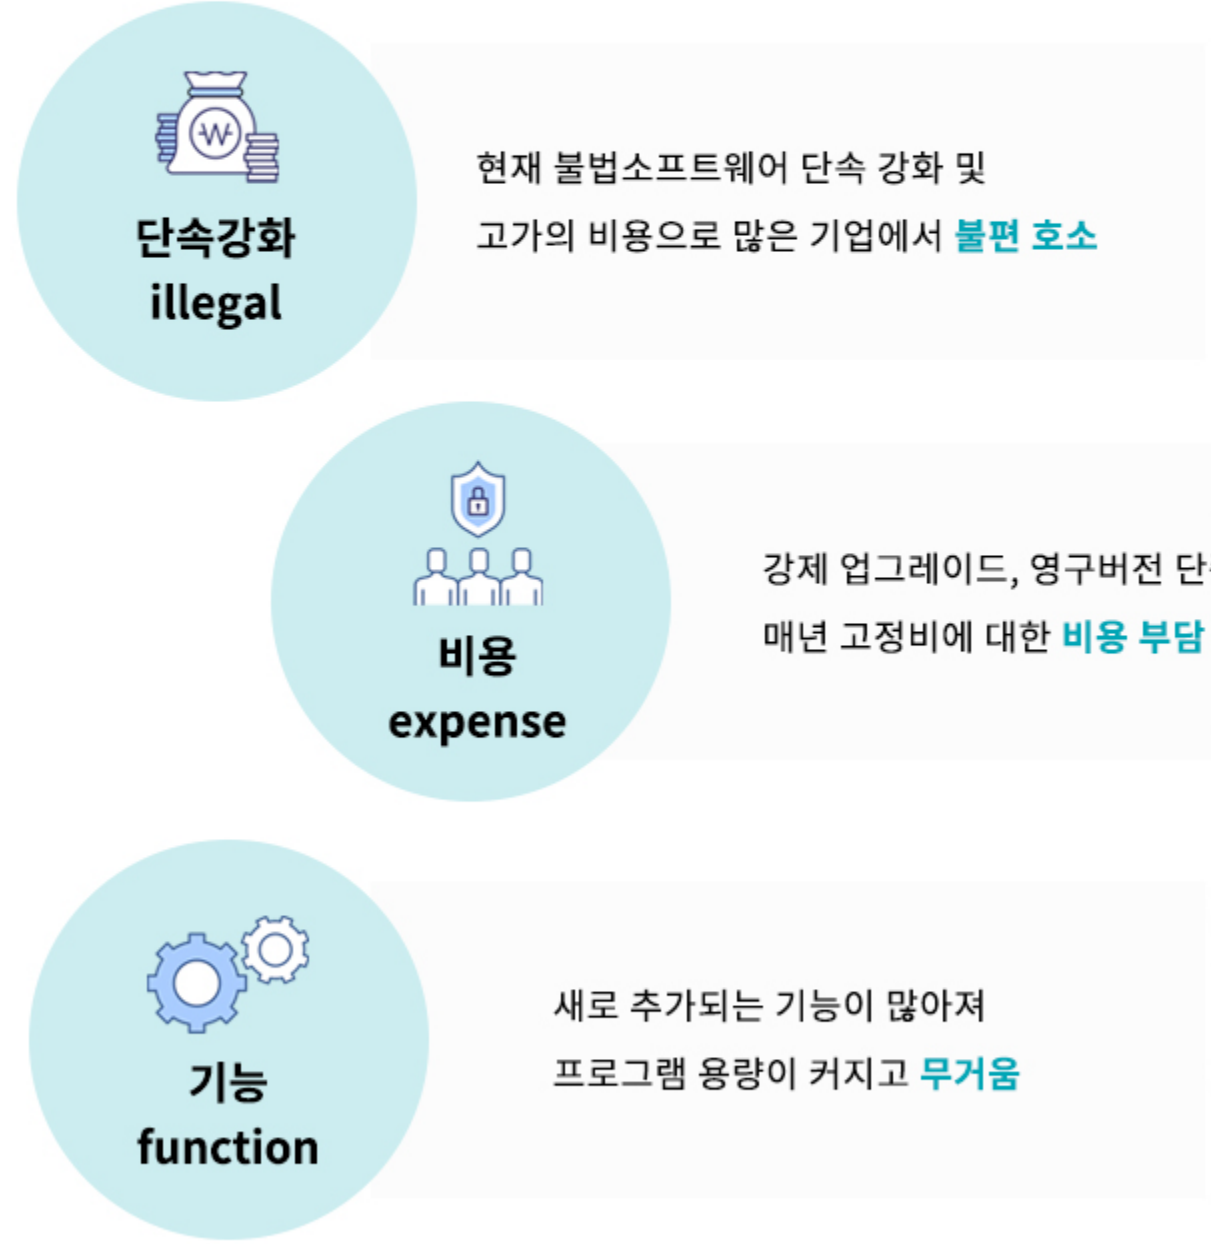 단속강화
illegal
현재 불법소프트웨어 단속 강화 및
고가의 비용으로 많은 기업에서 불편 호소
비용
expense
강제 업그레이드, 영구버전
매년 고정비에 대한 비용 부담
기능
function
새로 추가되는 기능이 많아져
프로그램 용량이 커지고 무거움